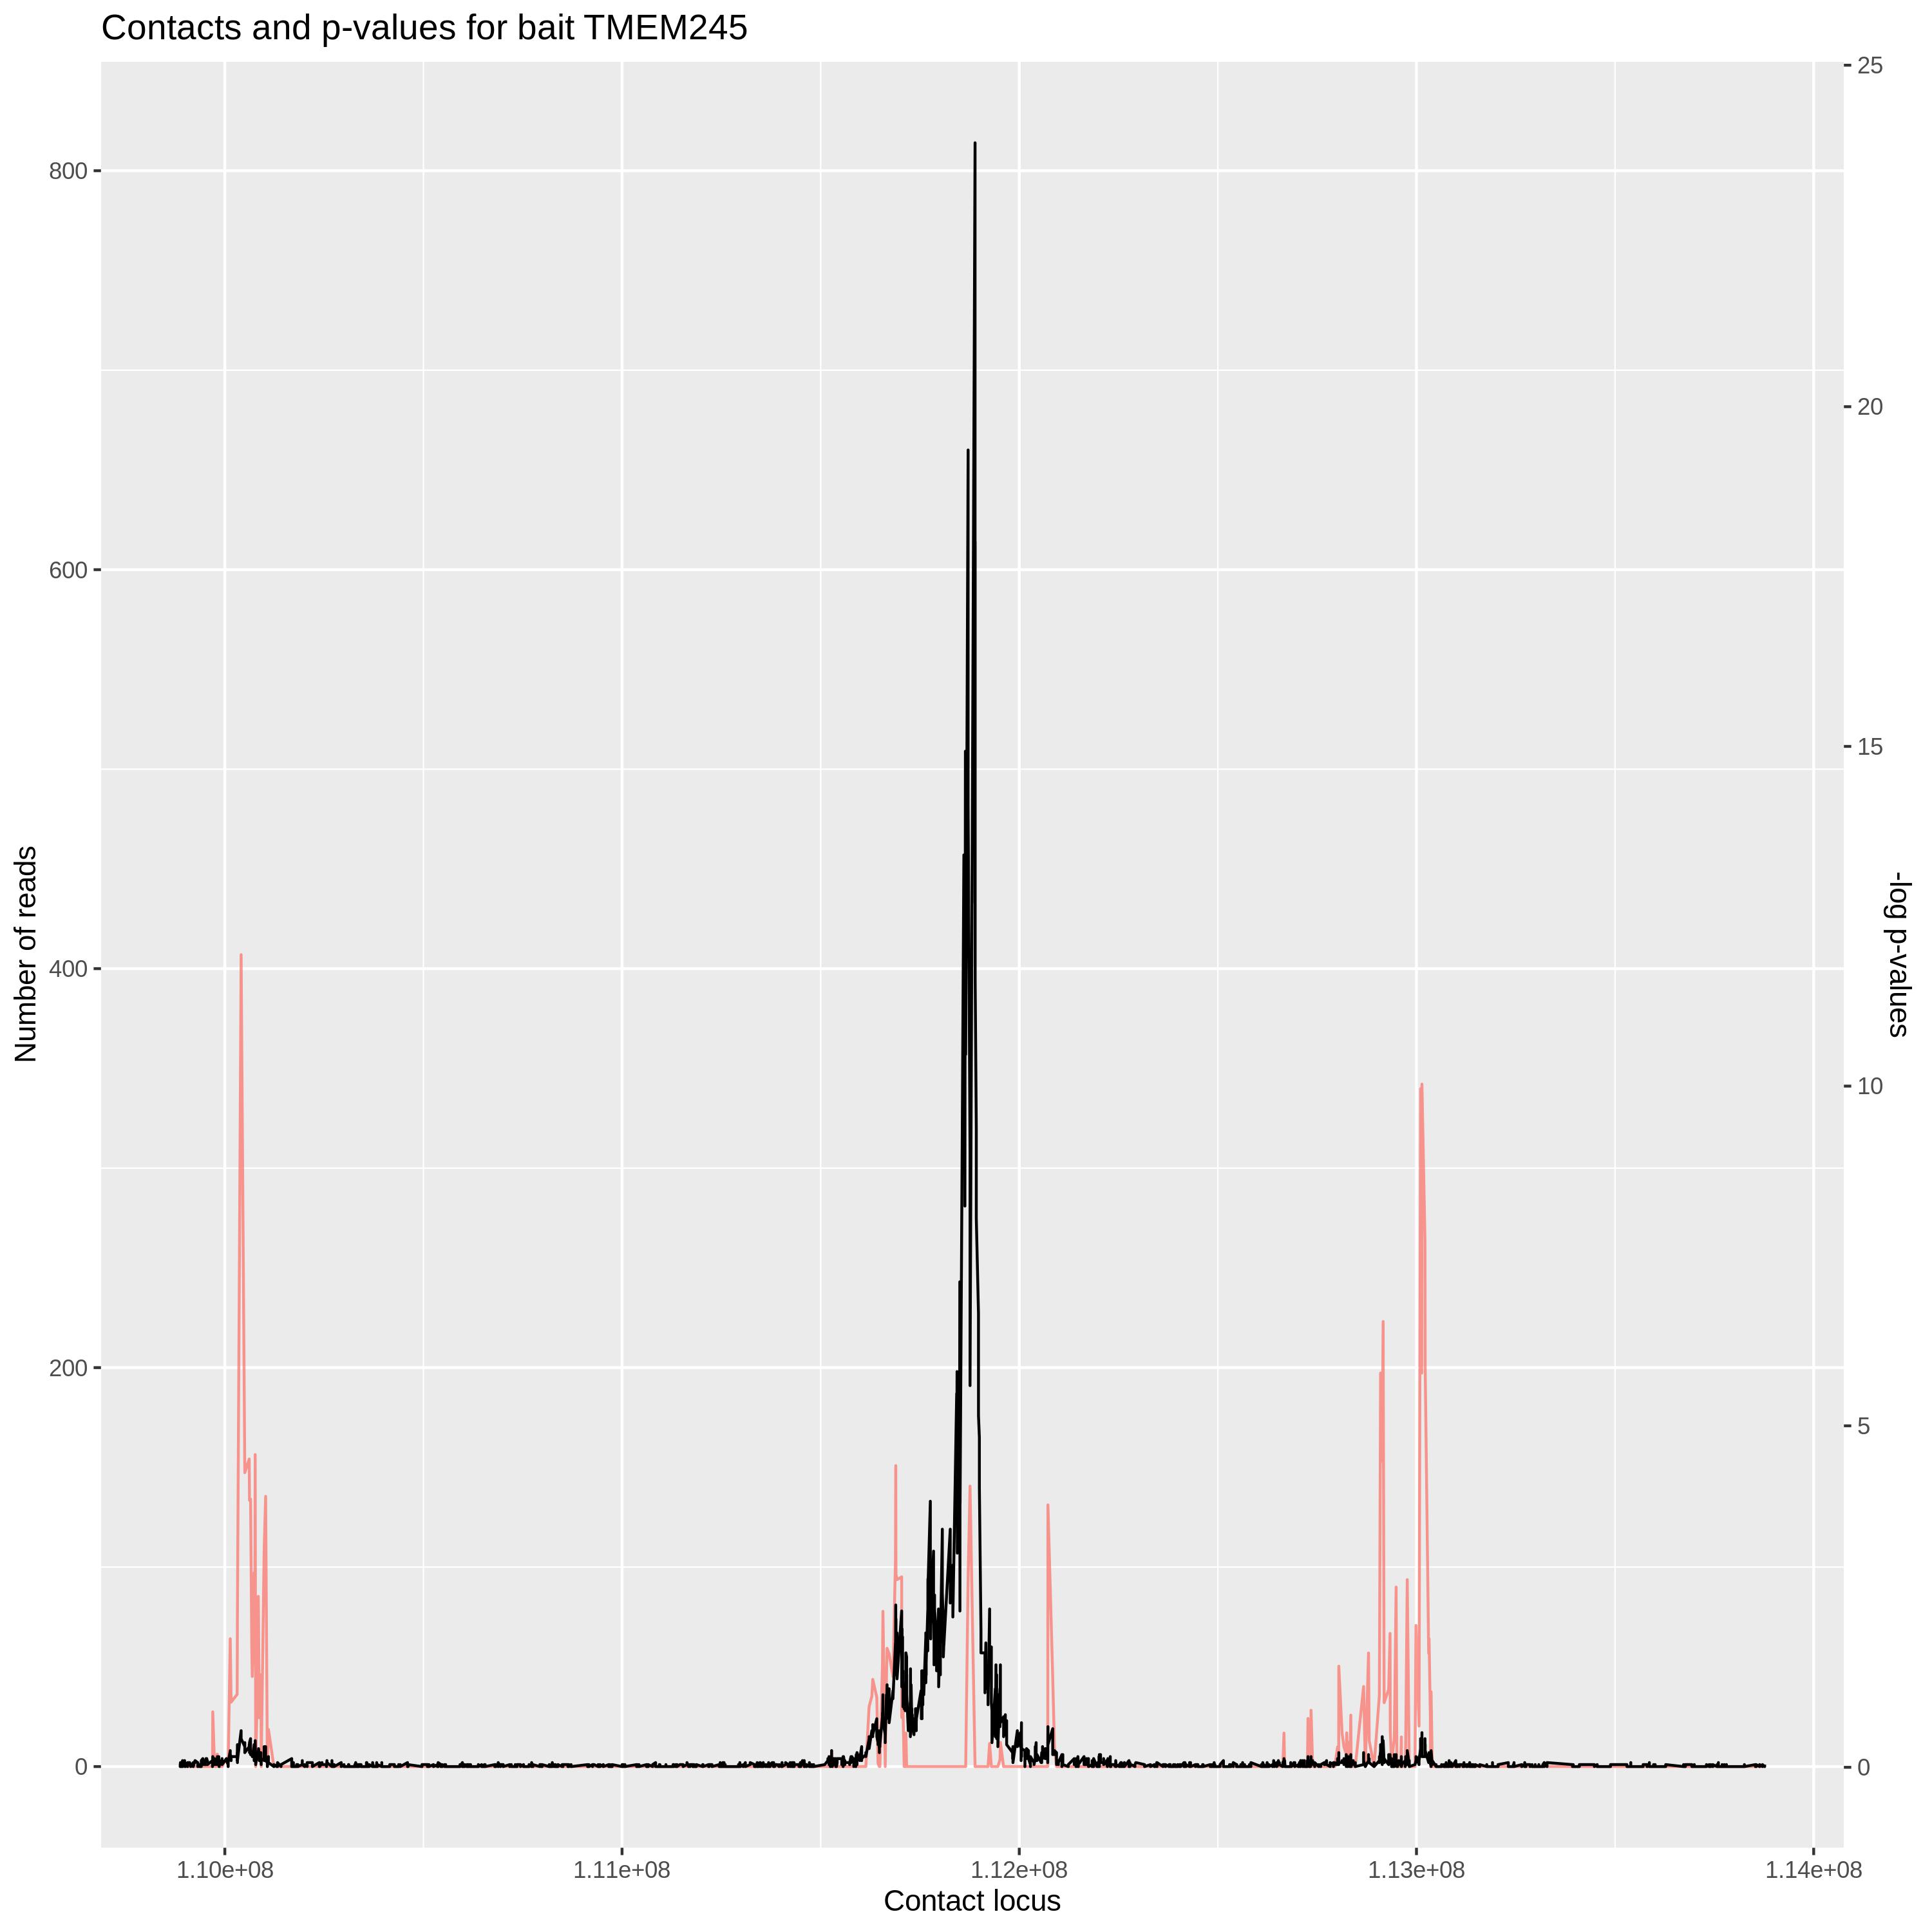 Contacts and p-values for bait TMEM245
25
800
20
600
15
Number of reads
-log p-values
400
10
200
5
0
0
1.10e+08
1.11e+08
1.12e+08
1.13e+08
1.14e+08
Contact locus